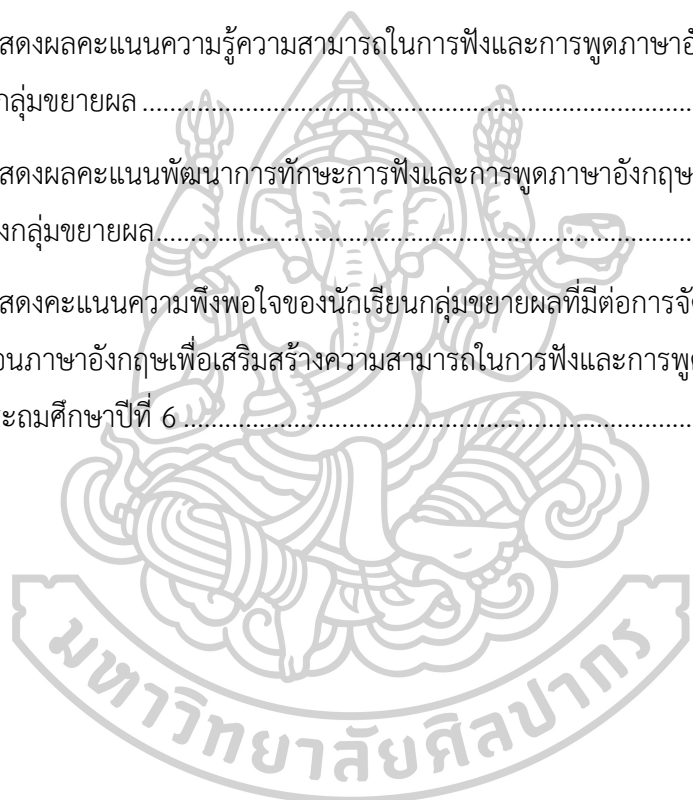 สดงผลคะแนนความรู้ความสามารถในการฟังและการพูดภาษาอั
กลุ่มขยายผล ................................................................................
สดงผลคะแนนพัฒนาการทักษะการฟังและการพูดภาษาอังกฤษ
งกลุ่มขยายผล..............................................................................
สดงคะแนนความพึงพอใจของนักเรียนกลุ่มขยายผลที่มีต่อการจั
อนภาษาอังกฤษเพื่อเสริมสร้างความสามารถในการฟังและการพู
ระถมศึกษาปีที่ 6 ..........................................................................
มหาวิทยาลัยศิลปากร